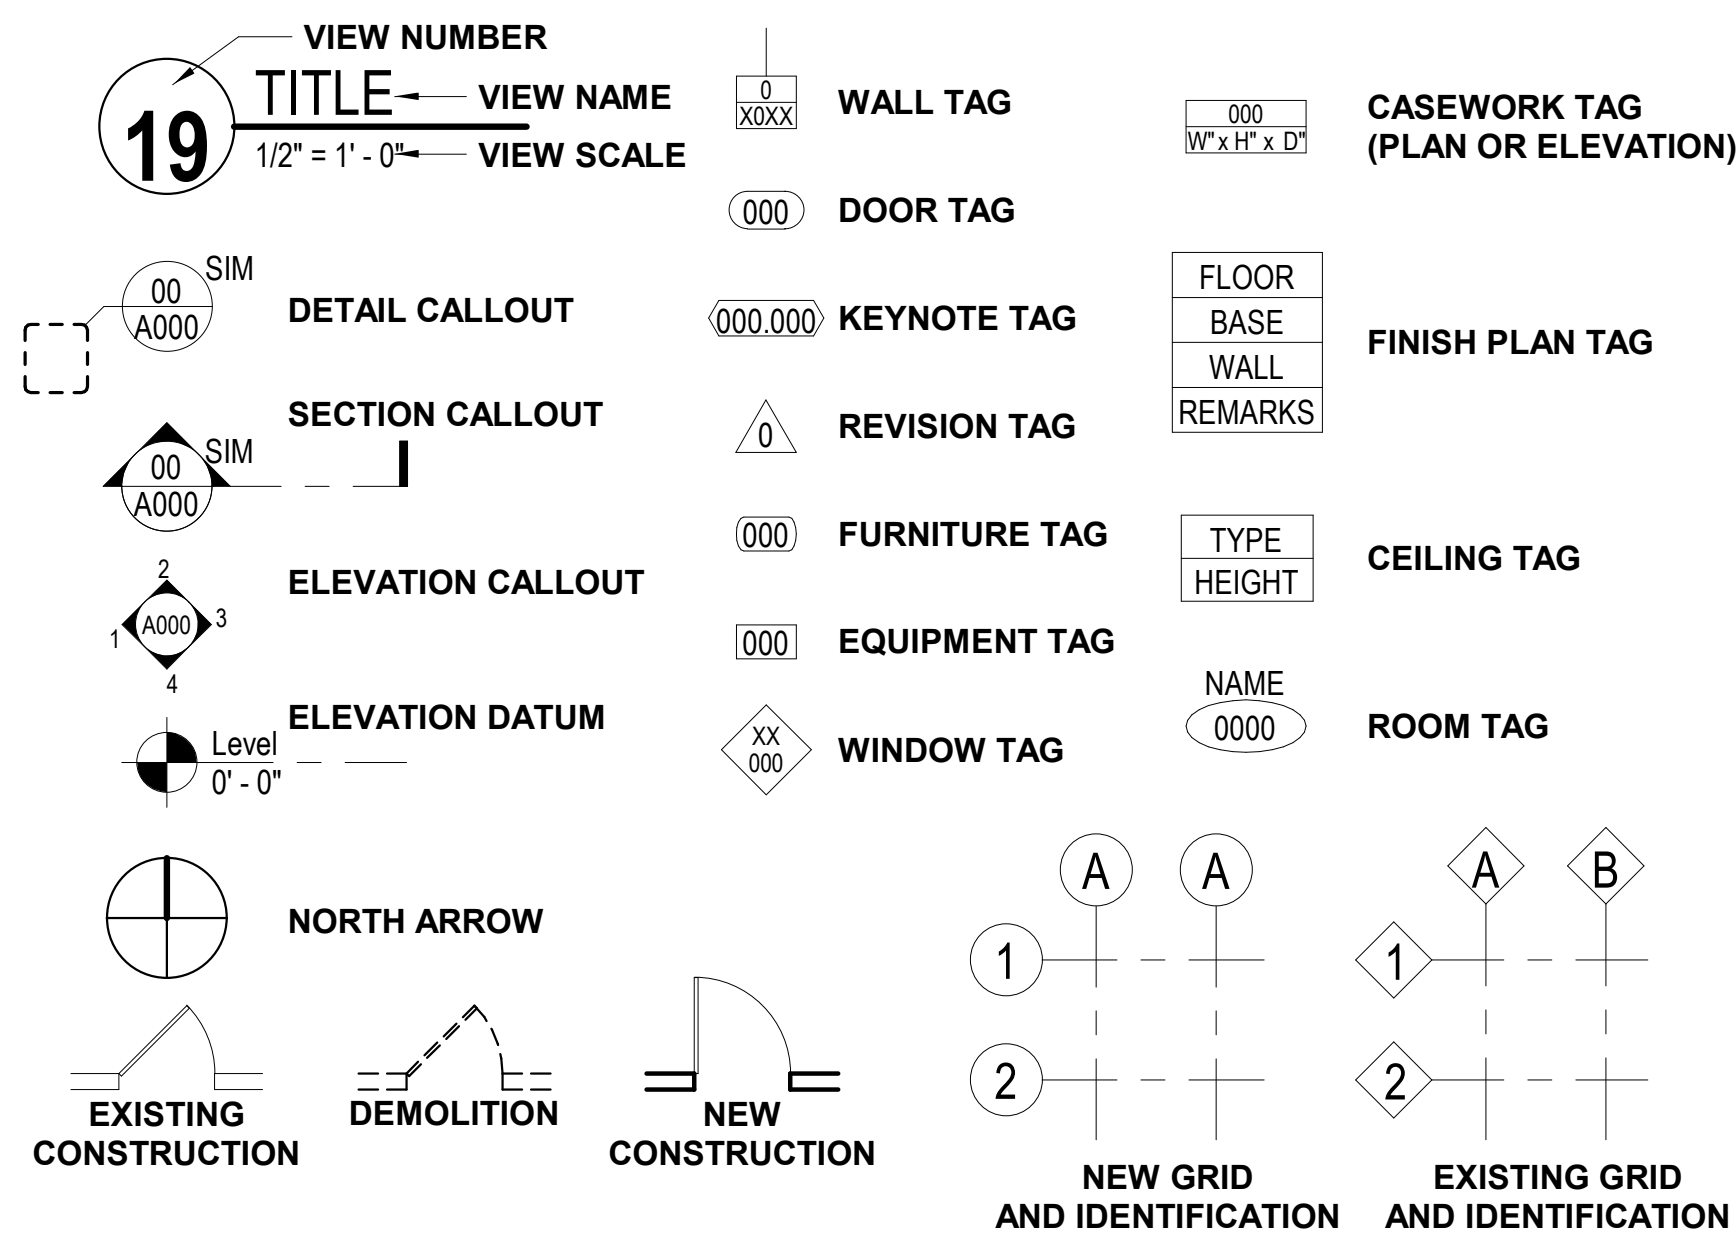 VIEW NUMBER
19
TITLE
VIEW NAME
1/2" = 1' - 0"
VIEW SCALE
00
A000
SIM
DETAIL CALLOUT
SECTION CALLOUT
00
A000
SIM
ELEVATION CALLOUT
2
1
A000
3
4
ELEVATION DATUM
Level
0' - 0"
NORTH ARROW
EXISTING
CONSTRUCTION
DEMOLITION
NEW
CONSTRUCTION
0
X0XX
WALL TAG
000
DOOR TAG
000.000
KEYNOTE TAG
0
REVISION TAG
000
FURNITURE TAG
000
EQUIPMENT TAG
XX
000
WINDOW TAG
000
W" x H" x D"
CASEWORK TAG
(PLAN OR ELEVATION)
FLOOR
BASE
WALL
REMARKS
FINISH PLAN TAG
TYPE
HEIGHT
CEILING TAG
NAME
0000
ROOM TAG
A A
1
2
NEW GRID
AND IDENTIFICATION
A B
1
2
EXISTING GRID
AND IDENTIFICATION